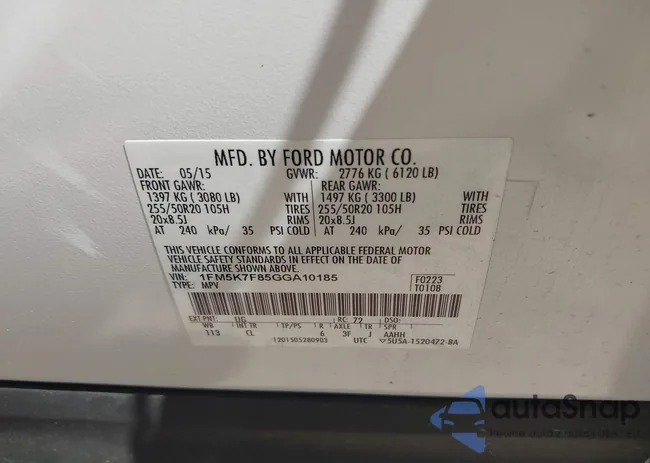 MFD. BY FORD MOTOR CO.
DATE: 05/15 GVWR: 2776 KG ( 6120 LB)
FRONT GAWR: REAR GAWR:
1397 KG ( 3080 LB) WITH 1497 KG ( 3300 LB) WITH
255/50R20 105H TIRES 255/50R20 105H TIRES
20x8.5J RIMS 20x8.5J RIMS
AT 240 kPa/ 35 PSI COLD AT 240 kPa/ 35 PSI COLD
THIS VEHICLE CONFORMS TO ALL APPLICABLE FEDERAL MOTOR
VEHICLE SAFETY STANDARDS IN EFFECT ON THE DATE OF
MANUFACTURE SHOWN ABOVE.
VIN: 1FM5K7F85GGA10185 F0223
TYPE: MPV T0108
EXT-PNT: UG RC: 72 DSO:
WB INT TR TP/PS R AXLE TR SPR
113 CL 6 3F J AAHH
1201505280903 UTC ▽5U5A-1520472-BA
autoSnap